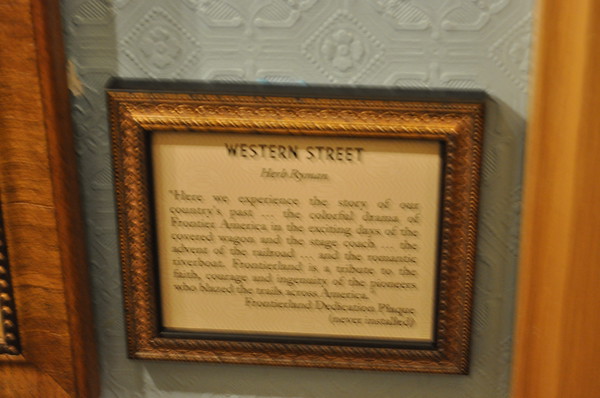 WESTERN STREET
Herb Ryman
"Here we experience the story of our
country's past ... the colorful drama of
Frontier America in the exciting days of the
covered wagon and the stage coach ... the
advent of the railroad ... and the romantic
riverboat. Frontierland is a tribute to the
faith, courage and ingenuity of the pioneers
who blazed the trails across America.
Frontierland Dedication Plaque
(never installed)